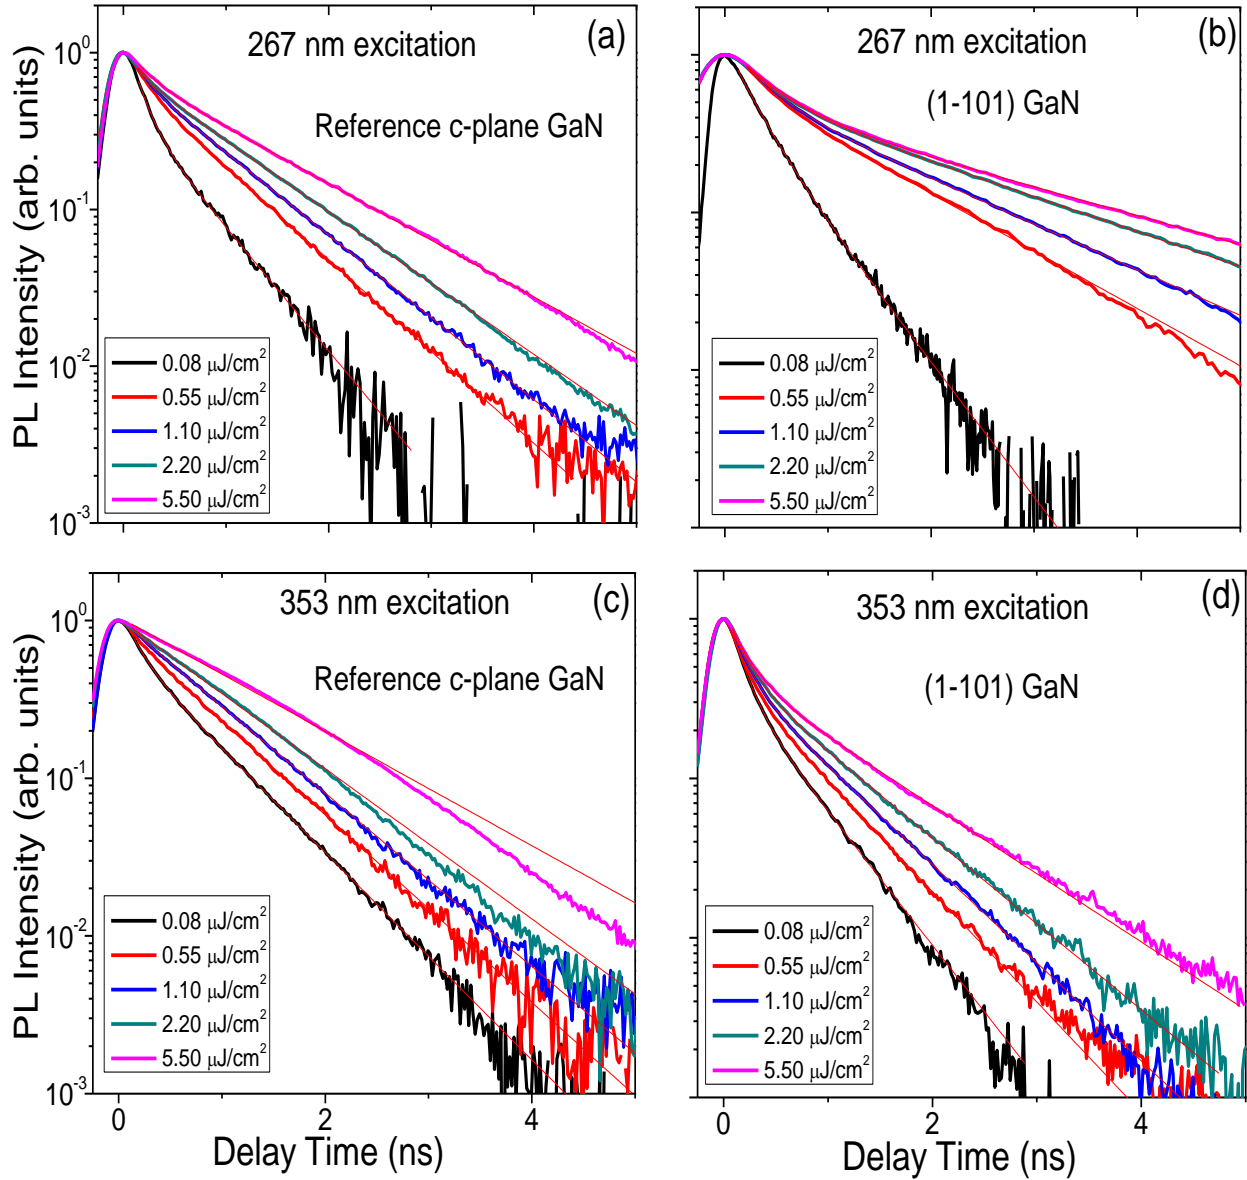 (a)
267 nm excitation
Reference c-plane GaN
PL Intensity (arb. units)
10⁰
10⁻¹
10⁻²
10⁻³
0.08 μJ/cm²
0.55 μJ/cm²
1.10 μJ/cm²
2.20 μJ/cm²
5.50 μJ/cm²
(b)
267 nm excitation
(1-101) GaN
0.08 μJ/cm²
0.55 μJ/cm²
1.10 μJ/cm²
2.20 μJ/cm²
5.50 μJ/cm²
(c)
353 nm excitation
Reference c-plane GaN
PL Intensity (arb. units)
10⁰
10⁻¹
10⁻²
10⁻³
0.08 μJ/cm²
0.55 μJ/cm²
1.10 μJ/cm²
2.20 μJ/cm²
5.50 μJ/cm²
0 2 4
Delay Time (ns)
(d)
353 nm excitation
(1-101) GaN
0.08 μJ/cm²
0.55 μJ/cm²
1.10 μJ/cm²
2.20 μJ/cm²
5.50 μJ/cm²
0 2 4
Delay Time (ns)